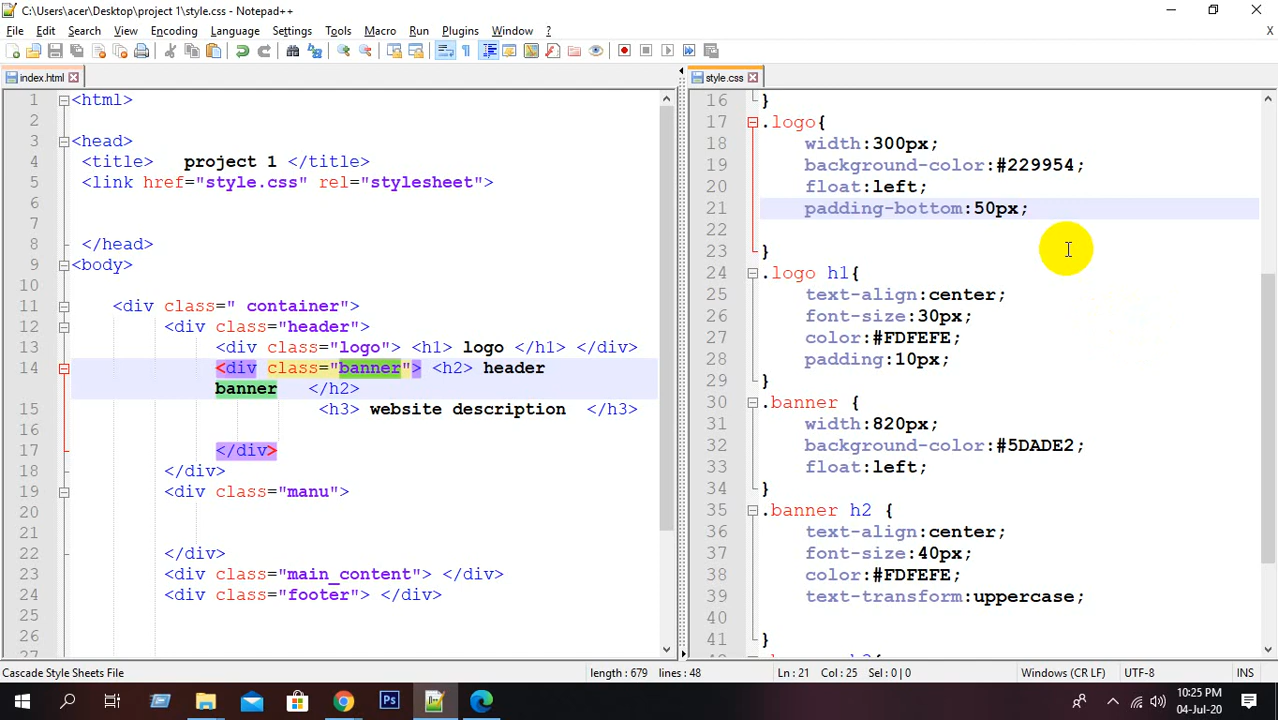 C:\Users\acer\Desktop\project 1\style.css - Notepad++
File Edit Search View Encoding Language Settings Tools Macro Run Plugins Window ? X
index.html
1 <html>
2
3 <head>
4 <title> project 1 </title>
5 <link href="style.css" rel="stylesheet">
6
7
8 </head>
9 <body>
10
11 <div class=" container">
12 <div class="header">
13 <div class="logo"> <h1> logo </h1> </div>
14 <div class="banner"> <h2> header
banner </h2>
15 <h3> website description </h3>
16
17 </div>
18 </div>
19 <div class="manu">
20
21
22 </div>
23 <div class="main_content"> </div>
24 <div class="footer"> </div>
25
26
27
style.css
16 }
17 .logo{
18 width:300px;
19 background-color:#229954;
20 float:left;
21 padding-bottom:50px;
22
23 }
24 .logo h1{
25 text-align:center;
26 font-size:30px;
27 color:#FDFEFE;
28 padding:10px;
29 }
30 .banner {
31 width:820px;
32 background-color:#5DADE2;
33 float:left;
34 }
35 .banner h2 {
36 text-align:center;
37 font-size:40px;
38 color:#FDFEFE;
39 text-transform:uppercase;
40
41 }
Cascade Style Sheets File length : 679 lines : 48 Ln : 21 Col : 25 Sel : 0 | 0 Windows (CR LF) UTF-8 INS
Ps
10:25 PM
04-Jul-20